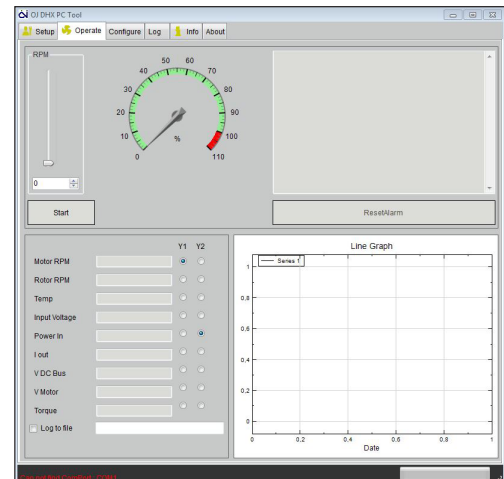 OJ DHX PC Tool
Setup Operate Configure Log Info About
RPM
0
Start
0 10 20 30 40 50 60 70 80 90 100 110
%
ResetAlarm
Y1 Y2
Motor RPM
Rotor RPM
Temp
Input Voltage
Power In
I out
V DC Bus
V Motor
Torque
Log to file
Line Graph
Series 1
1
0,8
0,6
0,4
0,2
0
0 0,2 0,4 0,6 0,8 1
Date